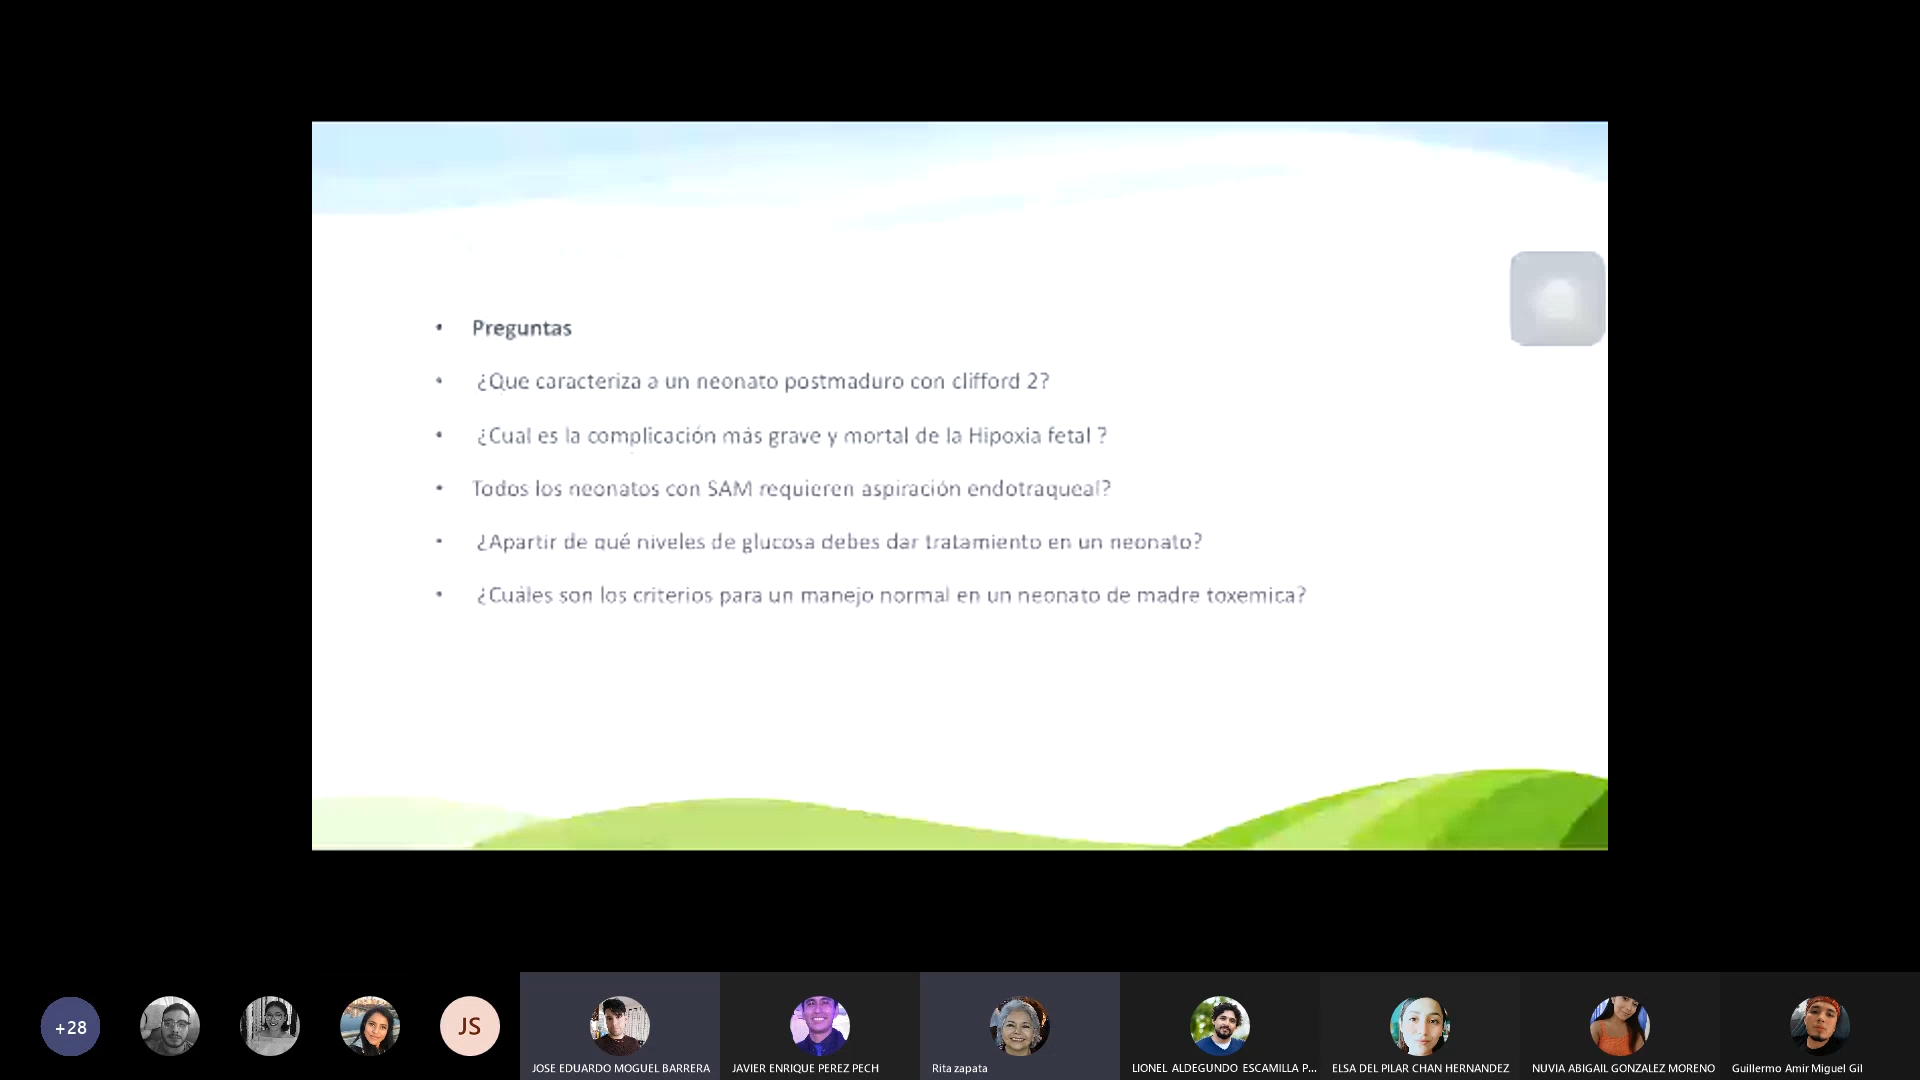 • Preguntas
• ¿Que caracteriza a un neonato postmaduro con clifford 2?
• ¿Cual es la complicación más grave y mortal de la Hipoxia fetal ?
• Todos los neonatos con SAM requieren aspiración endotraqueal?
• ¿Apartir de qué niveles de glucosa debes dar tratamiento en un neonato?
• ¿Cuáles son los criterios para un manejo normal en un neonato de madre toxemica?
+28
JS
JOSE EDUARDO MOGUEL BARRERA
JAVIER ENRIQUE PEREZ PECH
Rita zapata
LIONEL ALDEGUNDO ESCAMILLA P...
ELSA DEL PILAR CHAN HERNANDEZ
NUVIA ABIGAIL GONZALEZ MORENO
Guillermo Amir Miguel Gil